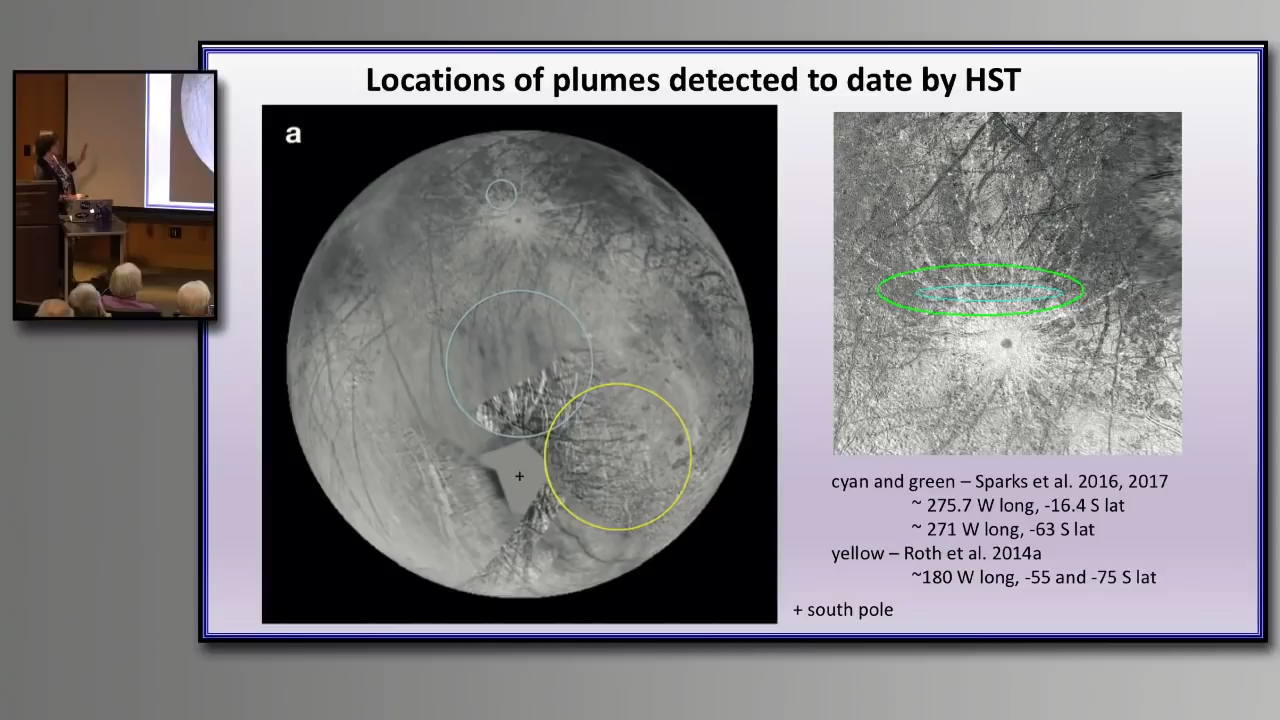 Locations of plumes detected to date by HST
a
+
cyan and green – Sparks et al. 2016, 2017
~ 275.7 W long, -16.4 S lat
~ 271 W long, -63 S lat
yellow – Roth et al. 2014a
~180 W long, -55 and -75 S lat
+ south pole